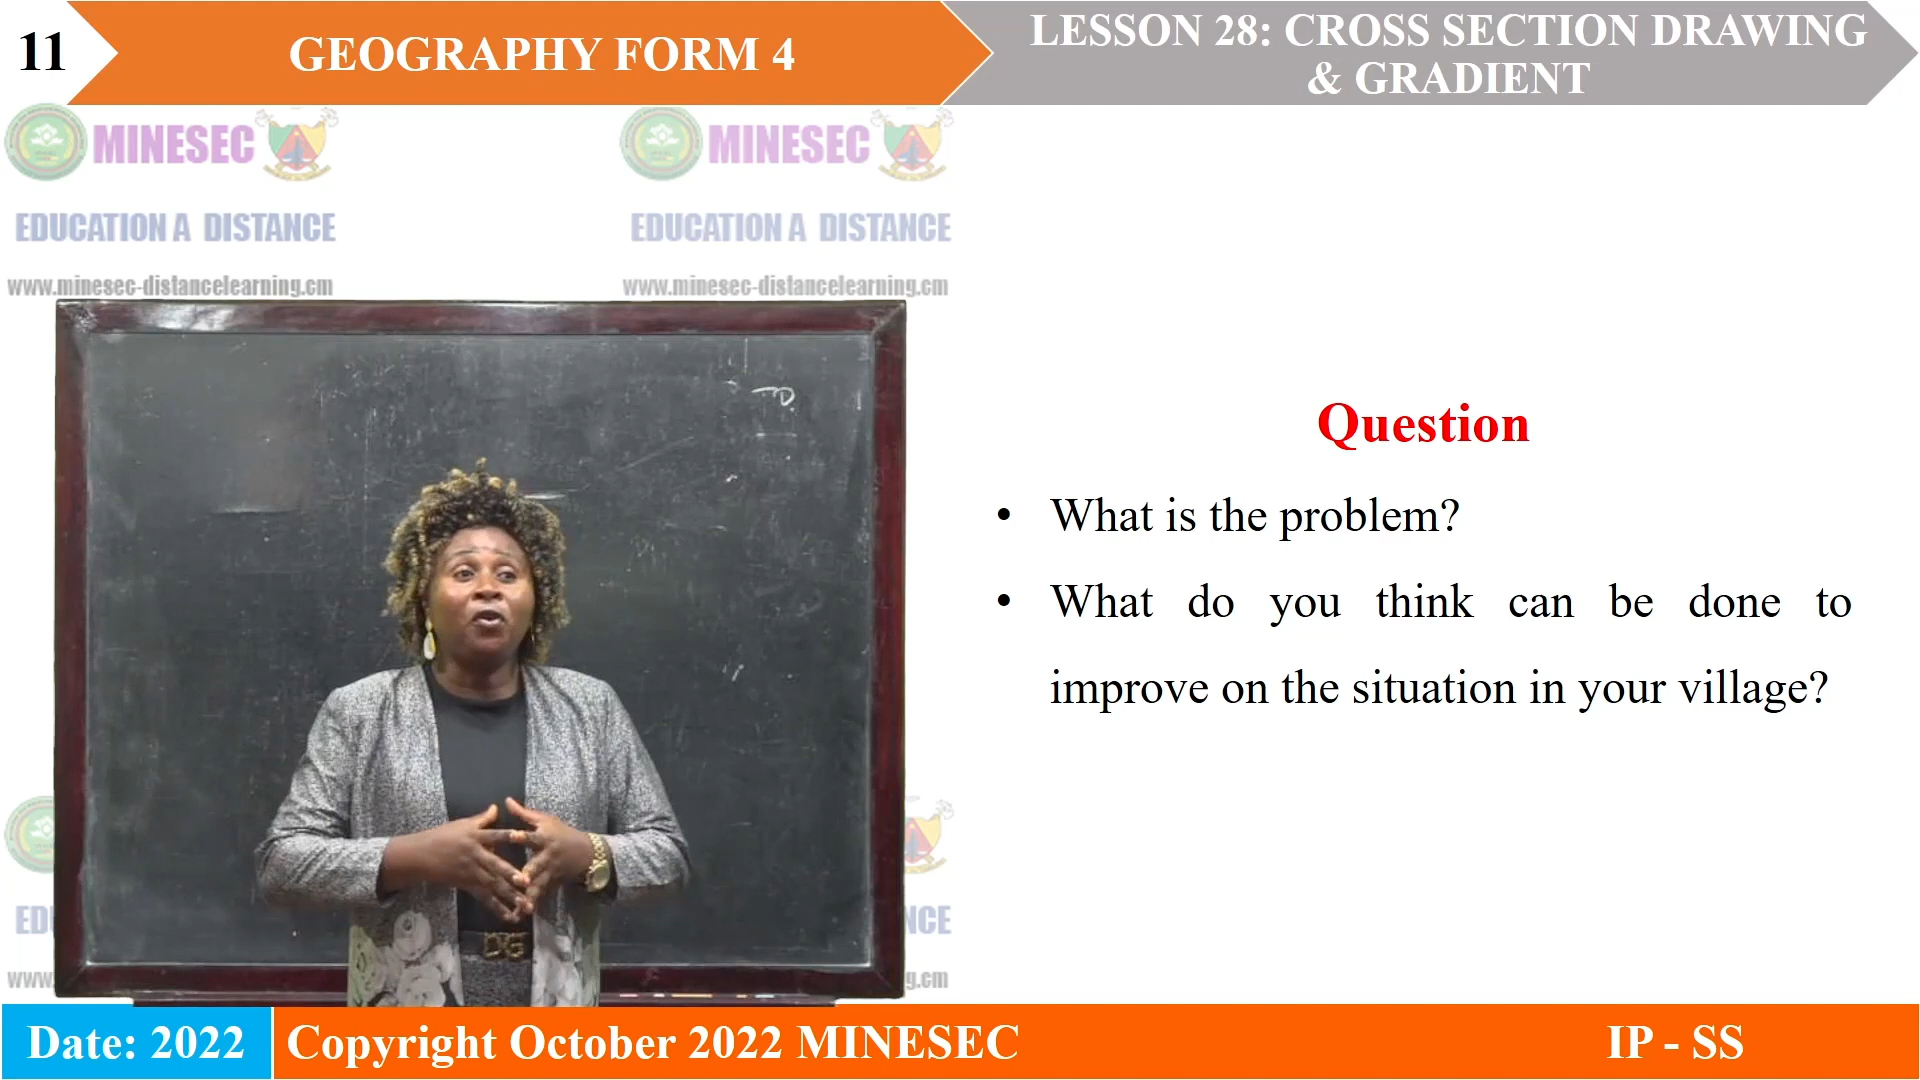 11
GEOGRAPHY FORM 4
LESSON 28: CROSS SECTION DRAWING
& GRADIENT
MINESEC
MINESEC
EDUCATION A DISTANCE
EDUCATION A DISTANCE
www.minesec-distancelearning.cm
www.minesec-distancelearning.cm
Question
• What is the problem?
• What do you think can be done to
improve on the situation in your village?
DG
Date: 2022
Copyright October 2022 MINESEC
IP - SS